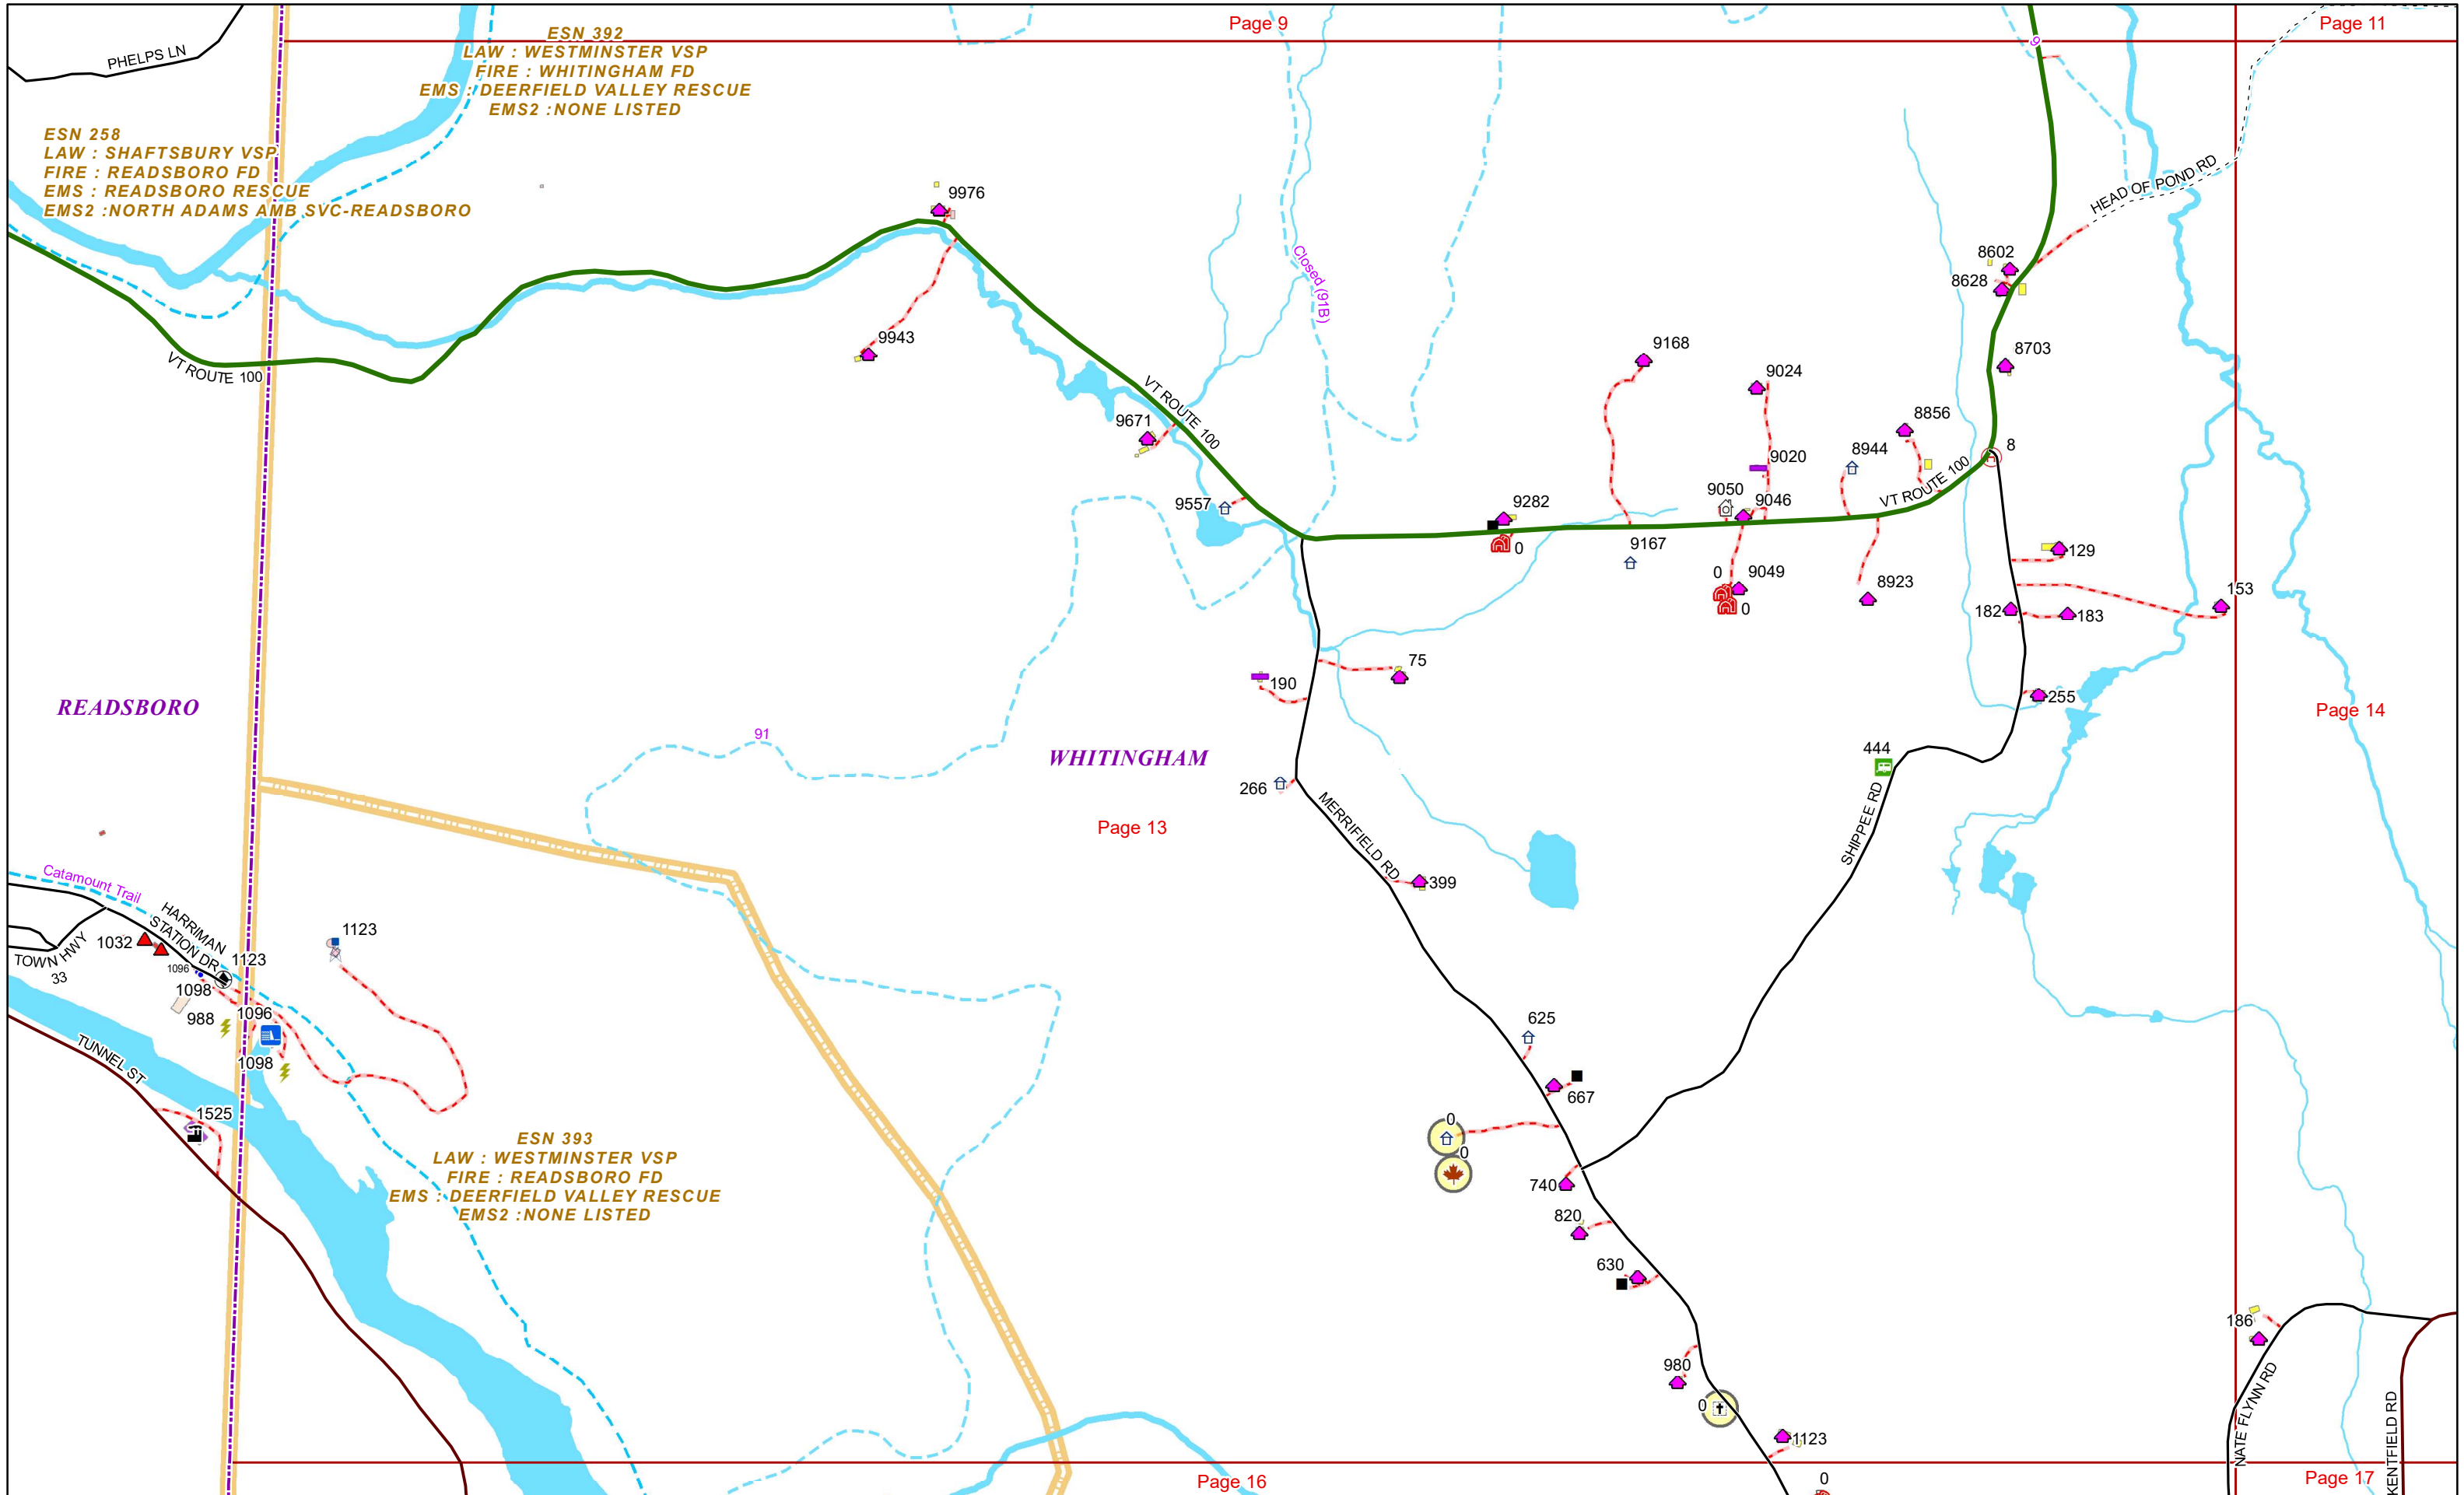 Page 9
Page 11
PHELPS LN
ESN 392
LAW : WESTMINSTER VSP
FIRE : WHITINGHAM FD
EMS : DEERFIELD VALLEY RESCUE
EMS2 :NONE LISTED
9
ESN 258
LAW : SHAFTSBURY VSP
FIRE : READSBORO FD
EMS : READSBORO RESCUE
EMS2 :NORTH ADAMS AMB SVC-READSBORO
HEAD OF POND RD
9976
8602
8628
Closed (91B)
9943
VT ROUTE 100
9168
8703
9024
VT ROUTE 100
9671
8856
8944
8
9020
VT ROUTE 100
9050
9046
9557
9282
0
9167
129
0
9049
8923
0
153
182
183
75
190
255
READSBORO
91
WHITINGHAM
Page 14
444
266
MERRIFIELD RD
SHIPPEE RD
Page 13
Catamount Trail
399
HARRIMAN
STATION DR
1032
TOWN HWY
33
1123
1123
1096
1098
988
1096
1098
625
TUNNEL ST
667
1525
0
0
ESN 393
LAW : WESTMINSTER VSP
FIRE : READSBORO FD
EMS : DEERFIELD VALLEY RESCUE
EMS2 :NONE LISTED
740
820
630
186
980
0
NATE FLYNN RD
KENTFIELD RD
1123
Page 16
0
Page 17